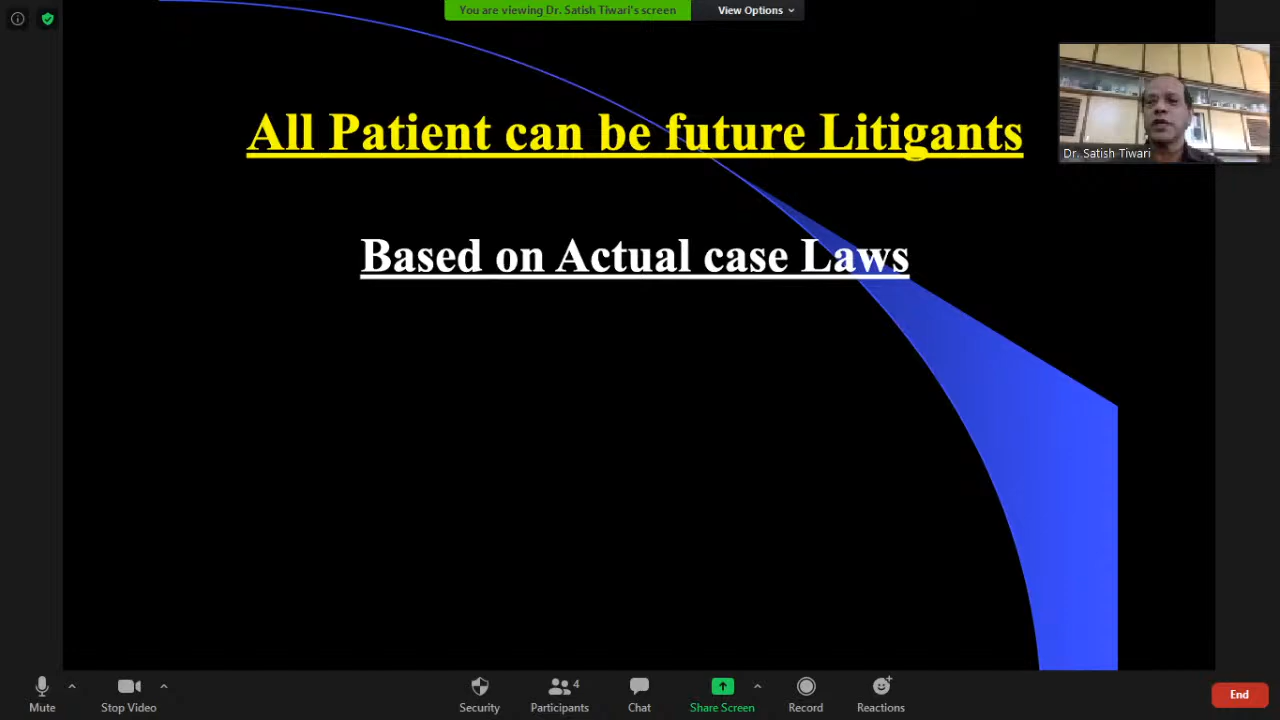 You are viewing Dr. Satish Tiwari's screen
View Options
All Patient can be future Litigants
Dr. Satish Tiwari
Based on Actual case Laws
Mute
Stop Video
Security
4
Participants
Chat
Share Screen
Record
Reactions
End